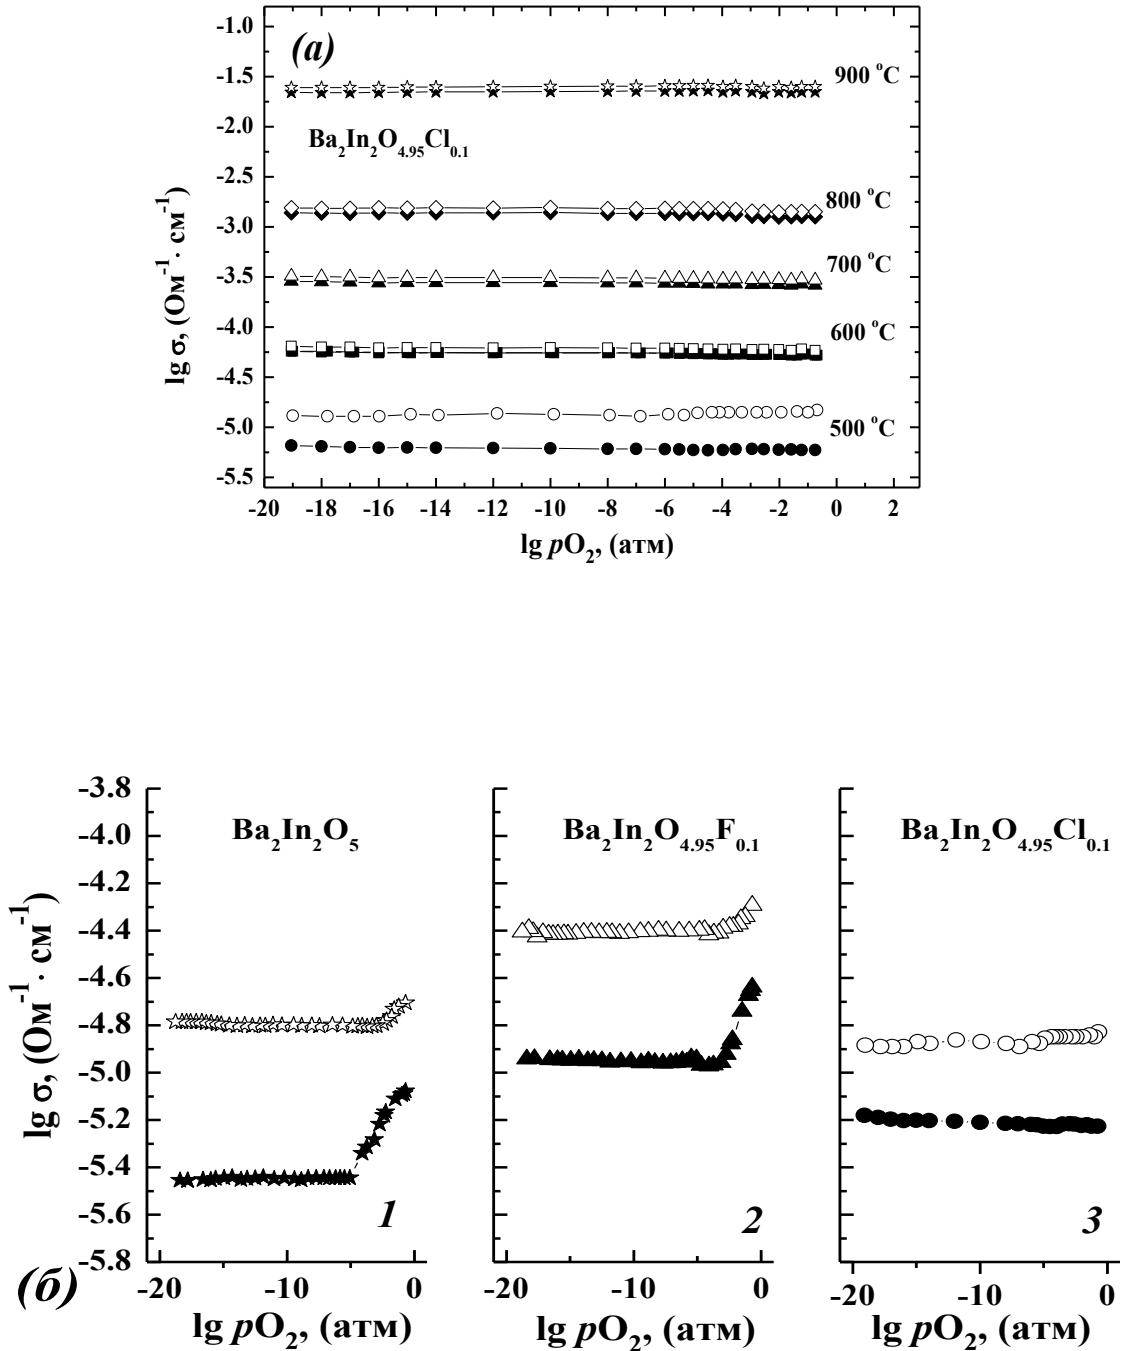 (а)
-1.0
-1.5
-2.0
-2.5
-3.0
-3.5
-4.0
-4.5
-5.0
-5.5
lg σ, (Ом⁻¹ · см⁻¹)
900 °C
Ba₂In₂O₄.₉₅Cl₀.₁
800 °C
700 °C
600 °C
500 °C
-20 -18 -16 -14 -12 -10 -8 -6 -4 -2 0 2
lg pO₂, (атм)
-3.8
-4.0
-4.2
-4.4
-4.6
-4.8
-5.0
-5.2
-5.4
-5.6
-5.8
lg σ, (Ом⁻¹ · см⁻¹)
Ba₂In₂O₅
1
-20 -10 0
lg pO₂, (атм)
Ba₂In₂O₄.₉₅F₀.₁
2
-20 -10 0
lg pO₂, (атм)
Ba₂In₂O₄.₉₅Cl₀.₁
3
-20 -10 0
lg pO₂, (атм)
(б)